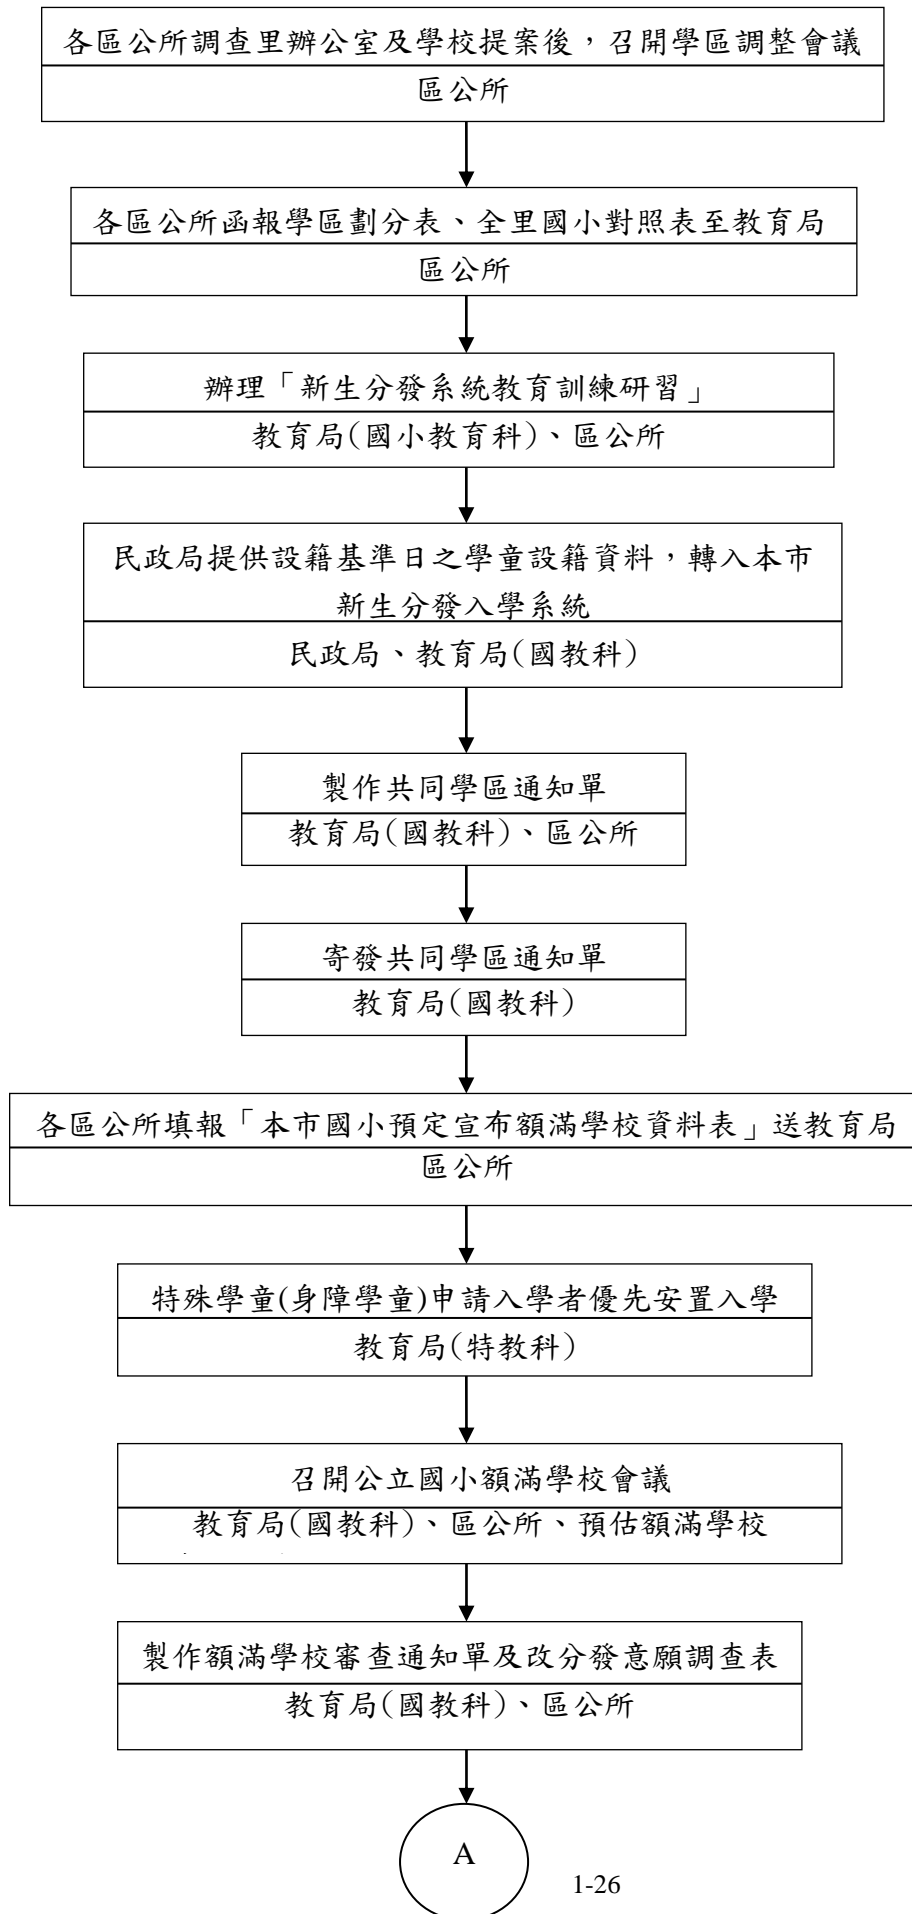 各區公所調查里辦公室及學校提案後，召開學區調整會議
區公所
各區公所函報學區劃分表、全里國小對照表至教育局
區公所
辦理「新生分發系統教育訓練研習」
教育局(國小教育科)、區公所
民政局提供設籍基準日之學童設籍資料，轉入本市
新生分發入學系統
民政局、教育局(國教科)
製作共同學區通知單
教育局(國教科)、區公所
寄發共同學區通知單
教育局(國教科)
各區公所填報「本市國小預定宣布額滿學校資料表」送教育局
區公所
特殊學童(身障學童)申請入學者優先安置入學
教育局(特教科)
召開公立國小額滿學校會議
教育局(國教科)、區公所、預估額滿學校
製作額滿學校審查通知單及改分發意願調查表
教育局(國教科)、區公所
A
1-26